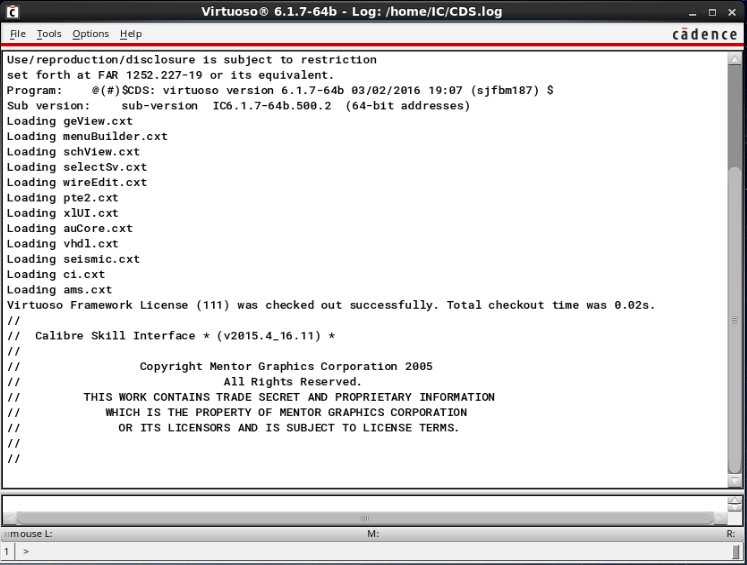 Virtuoso® 6.1.7-64b - Log: /home/IC/CDS.log
File Tools Options Help
cādence
Use/reproduction/disclosure is subject to restriction
set forth at FAR 1252.227-19 or its equivalent.
Program: @(#)$CDS: virtuoso version 6.1.7-64b 03/02/2016 19:07 (sjfbm187) $
Sub version: sub-version IC6.1.7-64b.500.2 (64-bit addresses)
Loading geView.cxt
Loading menuBuilder.cxt
Loading schView.cxt
Loading selectSv.cxt
Loading wireEdit.cxt
Loading pte2.cxt
Loading xlUI.cxt
Loading auCore.cxt
Loading vhdl.cxt
Loading seismic.cxt
Loading ci.cxt
Loading ams.cxt
Virtuoso Framework License (111) was checked out successfully. Total checkout time was 0.02s.
//
// Calibre Skill Interface * (v2015.4_16.11) *
//
// Copyright Mentor Graphics Corporation 2005
// All Rights Reserved.
// THIS WORK CONTAINS TRADE SECRET AND PROPRIETARY INFORMATION
// WHICH IS THE PROPERTY OF MENTOR GRAPHICS CORPORATION
// OR ITS LICENSORS AND IS SUBJECT TO LICENSE TERMS.
//
//
mouse L: M: R:
1 >